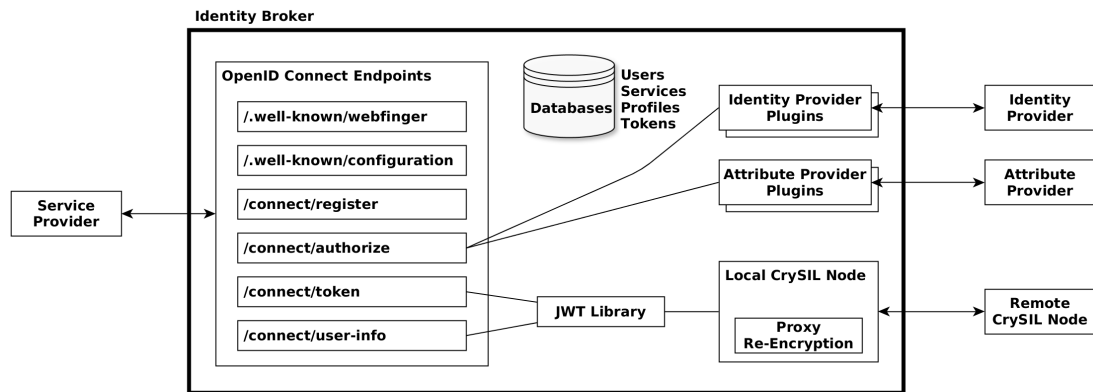 Identity Broker
OpenID Connect Endpoints
/.well-known/webfinger
/.well-known/configuration
/connect/register
/connect/authorize
/connect/token
/connect/user-info
Service
Provider
Databases
Users
Services
Profiles
Tokens
Identity Provider
Plugins
Attribute Provider
Plugins
JWT Library
Local CrySIL Node
Proxy
Re-Encryption
Identity
Provider
Attribute
Provider
Remote
CrySIL Node